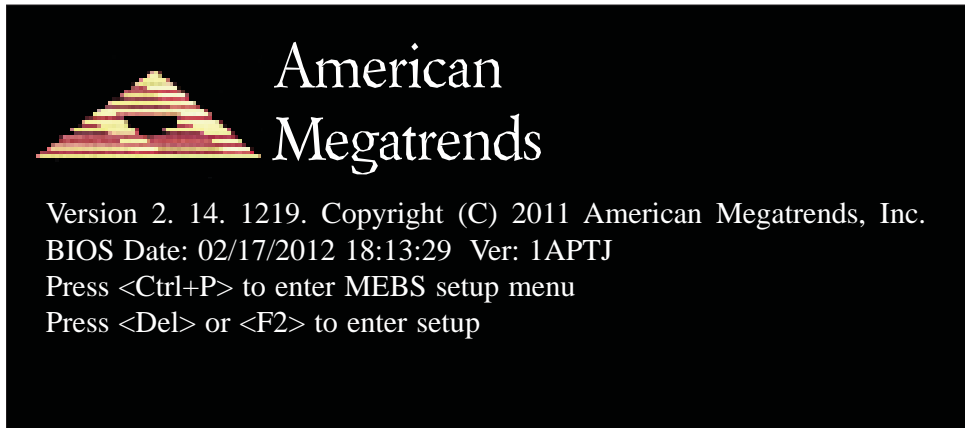 American
Megatrends
Version 2. 14. 1219. Copyright (C) 2011 American Megatrends, Inc.
BIOS Date: 02/17/2012 18:13:29 Ver: 1APTJ
Press <Ctrl+P> to enter MEBS setup menu
Press <Del> or <F2> to enter setup